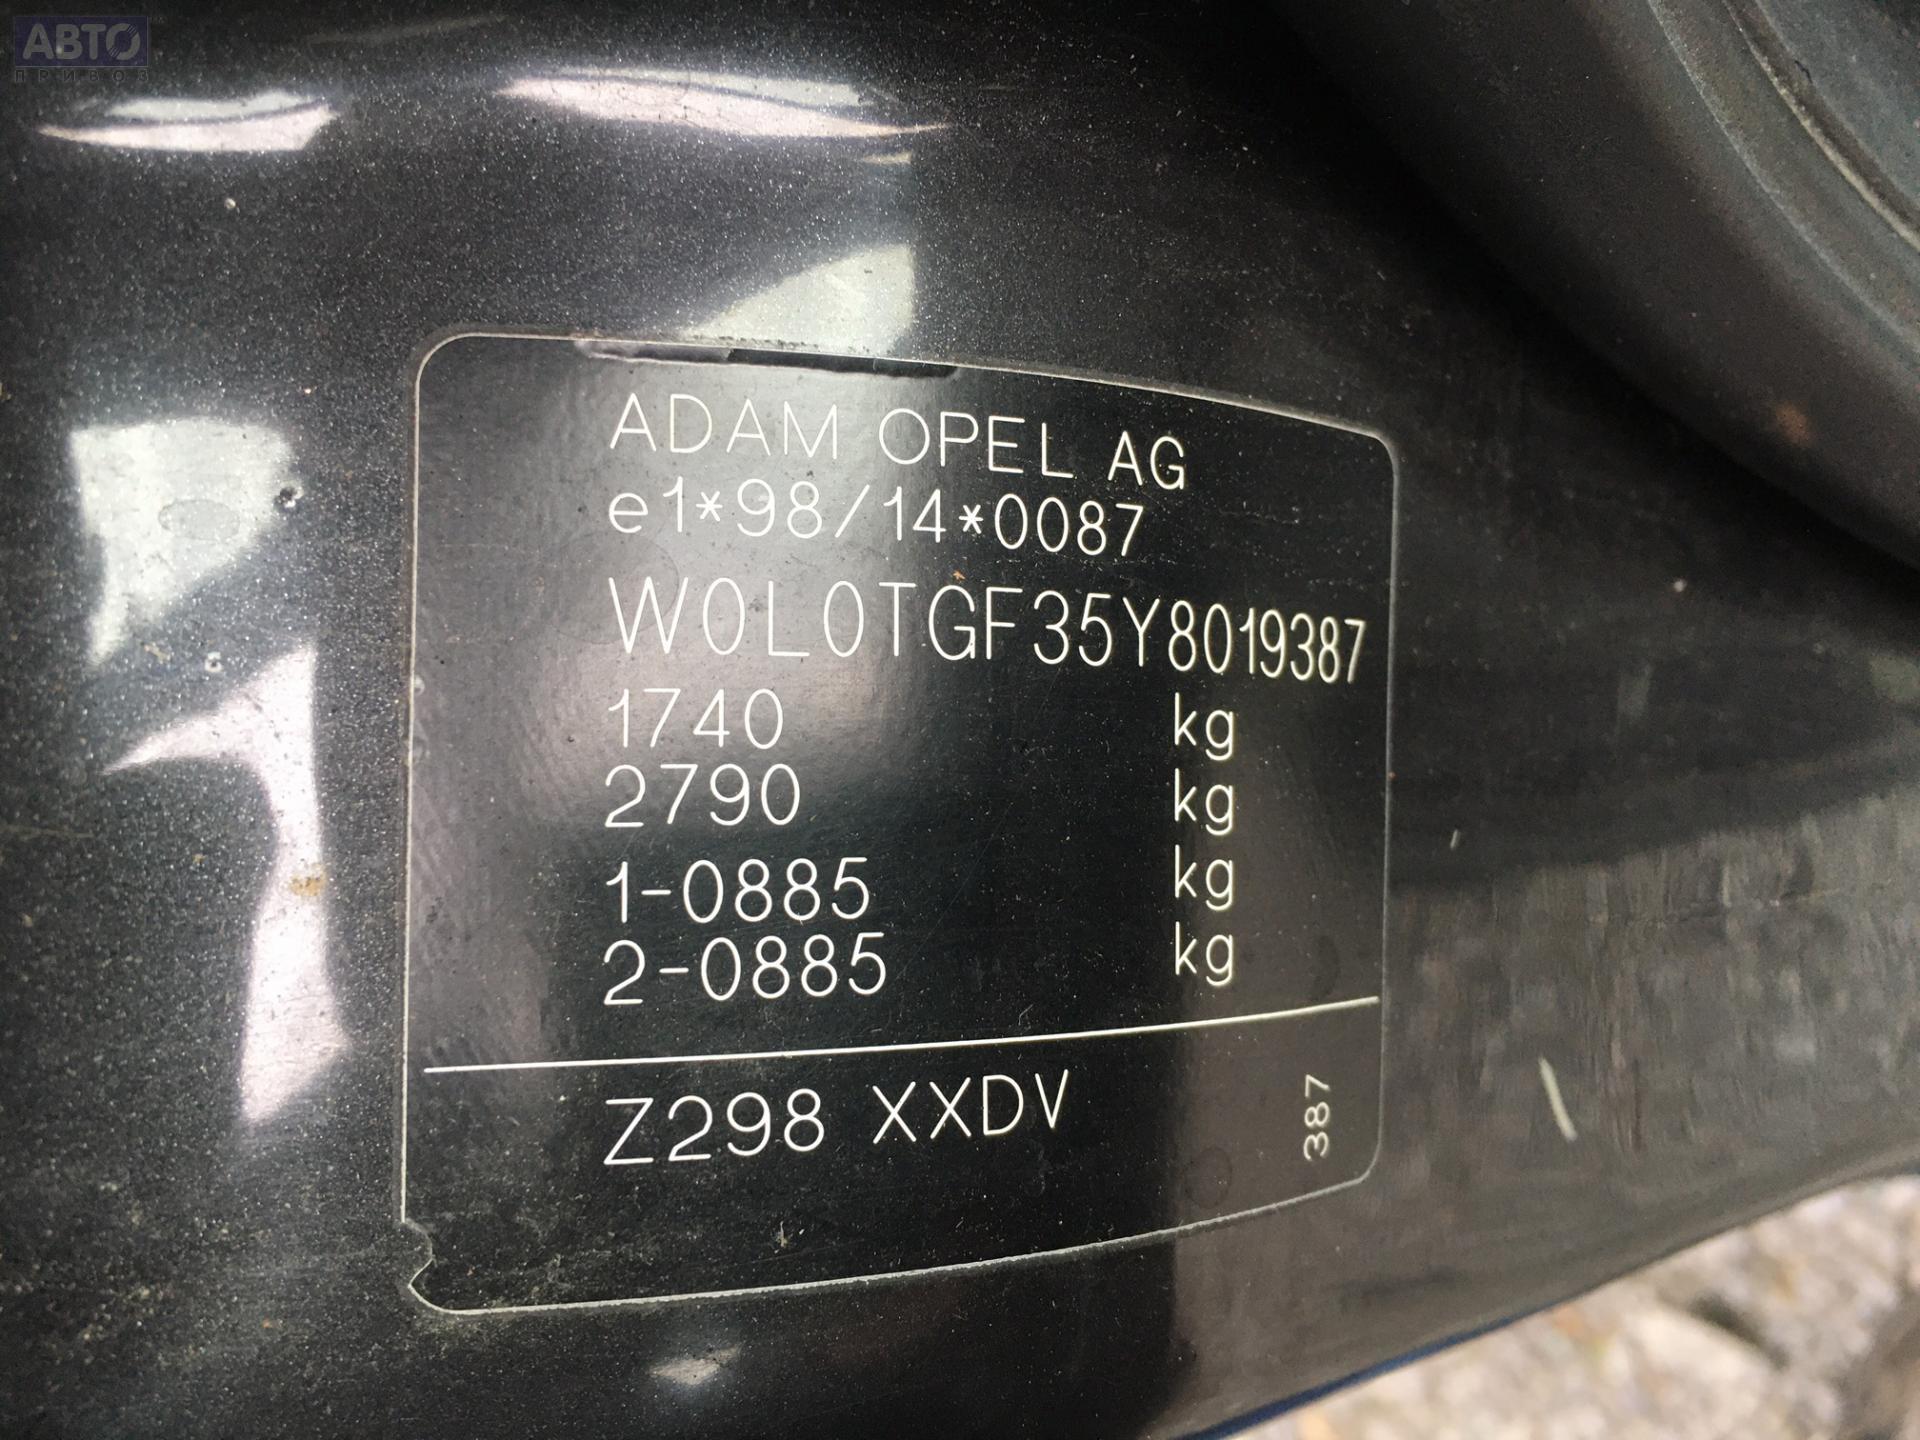 АВТО
ПРИВОЗ
ADAM OPEL AG
e1*98/14*0087
W0L0TGF35Y8019387
1740 kg
2790 kg
1-0885 kg
2-0885 kg
Z298 XXDV 387